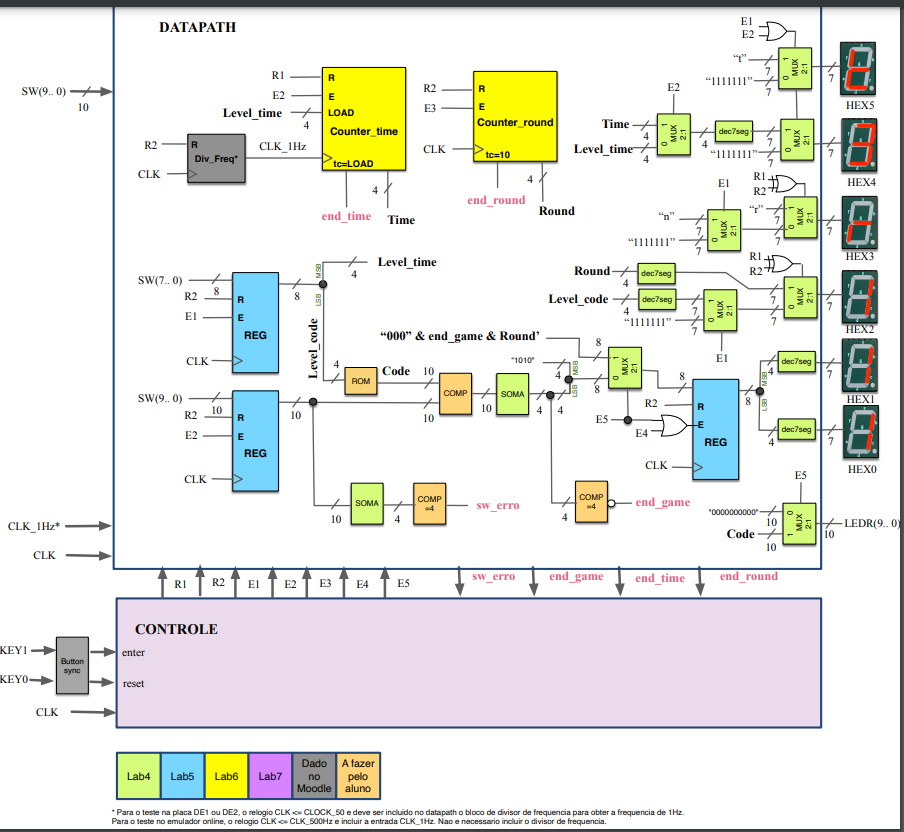 DATAPATH
SW(9.. 0)
10
R1
E2
Level_time
4
R
E
LOAD
Counter_time
tc=LOAD
end_time
4
Time
R2
CLK
R
Div_Freq*
CLK_1Hz
R2
E3
CLK
R
E
Counter_round
tc=10
end_round
4
Round
E1
E2
"t"
7
"1111111"
7
1
0
MUX
2:1
7
HEX5
E2
Time
4
Level_time
4
1
0
MUX
2:1
4
dec7seg
7
"1111111"
7
1
0
MUX
2:1
7
HEX4
R1
R2
E1
"n"
7
"1111111"
7
1
0
MUX
2:1
"r"
7
7
1
0
MUX
2:1
7
HEX3
R1
R2
Round
4
dec7seg
Level_code
4
dec7seg
7
"1111111"
7
1
0
MUX
2:1
E1
7
7
1
0
MUX
2:1
7
HEX2
SW(7.. 0)
8
R2
E1
CLK
R
E
REG
8
MSB
LSB
4
Level_time
Level_code
4
ROM
Code
10
10
COMP
10
SOMA
4
4
"1010"
4
MSB
LSB
"000" & end_game & Round'
8
8
1
0
MUX
2:1
8
R2
E5
E4
CLK
R
E
REG
8
MSB
LSB
4
dec7seg
7
HEX1
4
dec7seg
7
HEX0
SW(9.. 0)
10
R2
E2
CLK
R
E
REG
10
10
SOMA
4
COMP
=4
sw_erro
4
COMP
=4
end_game
E5
"0000000000"
10
Code
10
0
1
MUX
2:1
10
LEDR(9.. 0)
CLK_1Hz*
CLK
R1
R2
E1
E2
E3
E4
E5
sw_erro
end_game
end_time
end_round
CONTROLE
KEY1
KEY0
Button
sync
enter
reset
CLK
Lab4
Lab5
Lab6
Lab7
Dado
no
Moodle
A fazer
pelo
aluno
* Para o teste na placa DE1 ou DE2, o relogio CLK <= CLOCK_50 e deve ser incluido no datapath o bloco de divisor de frequencia para obter a frequencia de 1Hz.
Para o teste no emulador online, o relogio CLK <= CLK_500Hz e incluir a entrada CLK_1Hz. Nao e necessario incluir o divisor de frequencia.